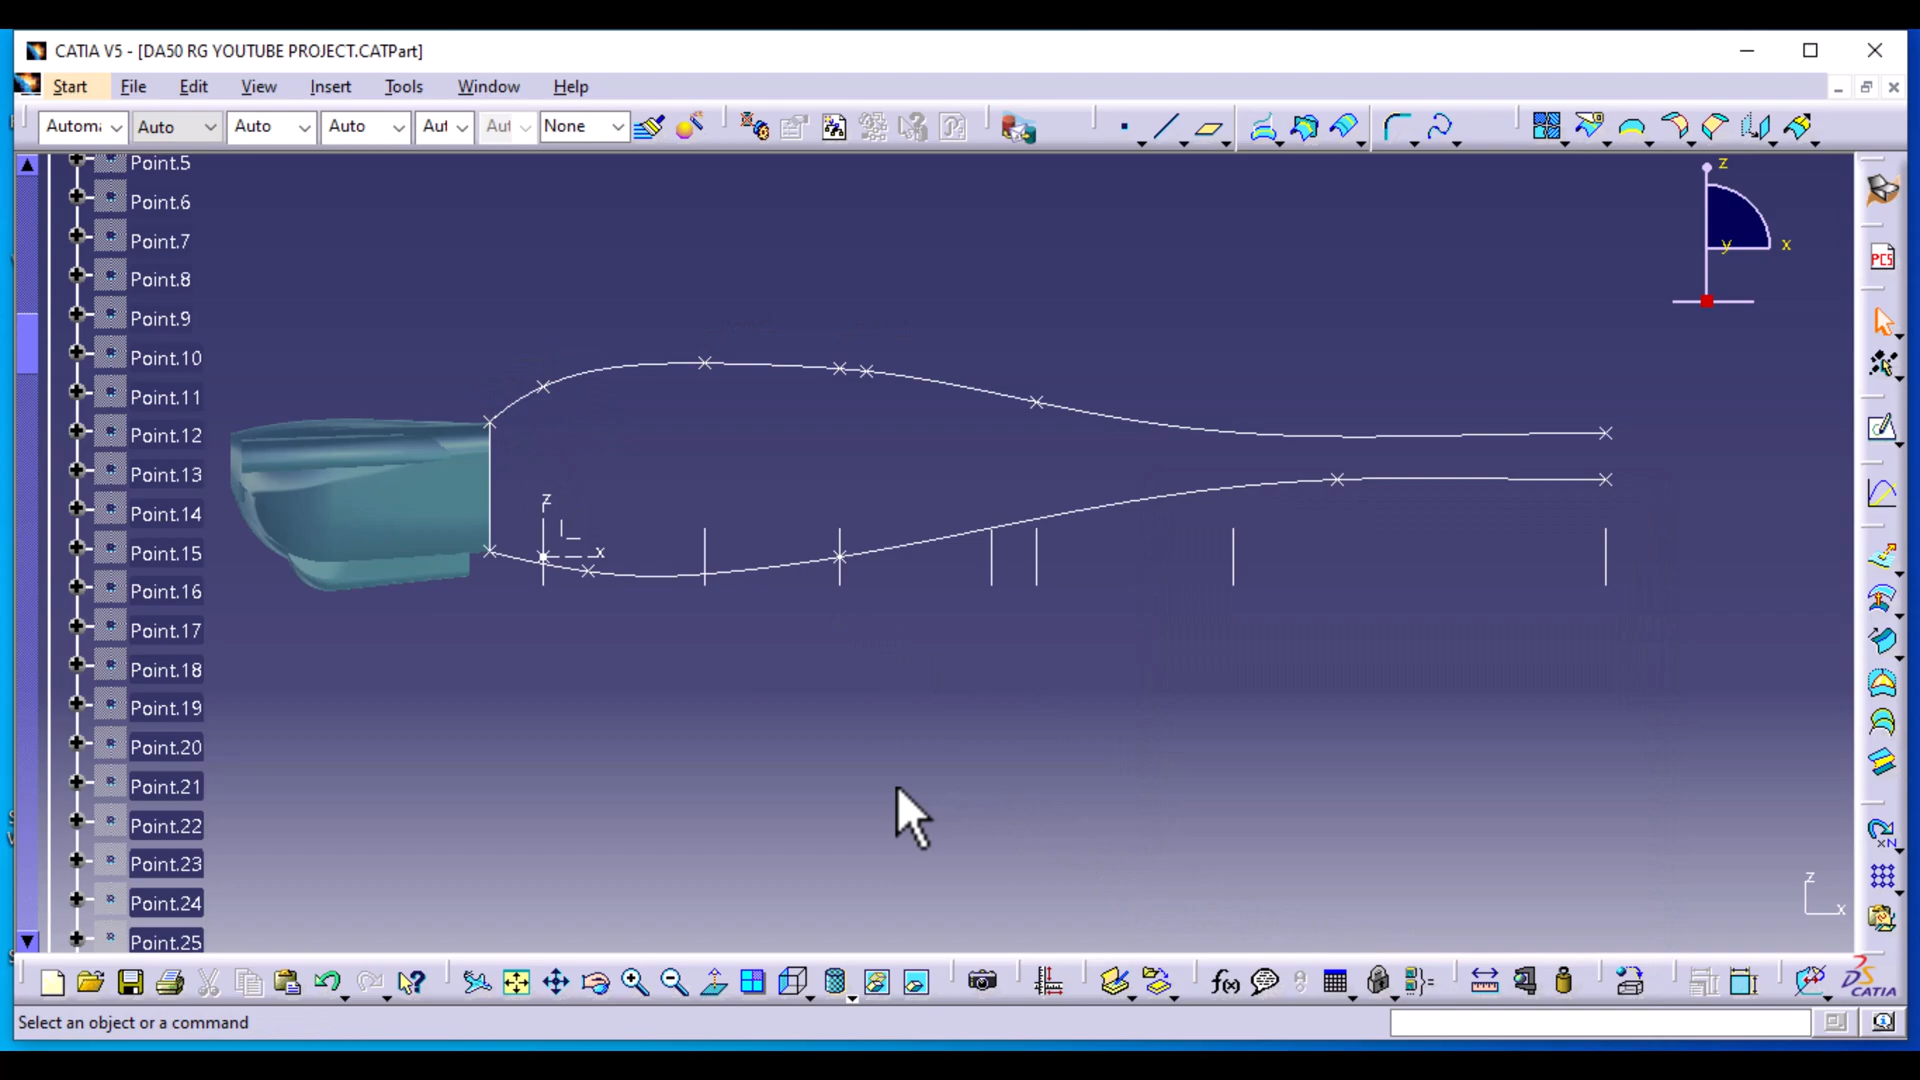 CATIA V5 - [DA50 RG YOUTUBE PROJECT.CATPart]
Start File Edit View Insert Tools Window Help
Automa Auto Auto Auto Aut Aut None
Point.5
Point.6
Point.7
Point.8
Point.9
Point.10
Point.11
Point.12
Point.13
Point.14
Point.15
Point.16
Point.17
Point.18
Point.19
Point.20
Point.21
Point.22
Point.23
Point.24
Point.25
z
y x
z
x
z
x
PCS
xN
f(x)
CATIA
Select an object or a command